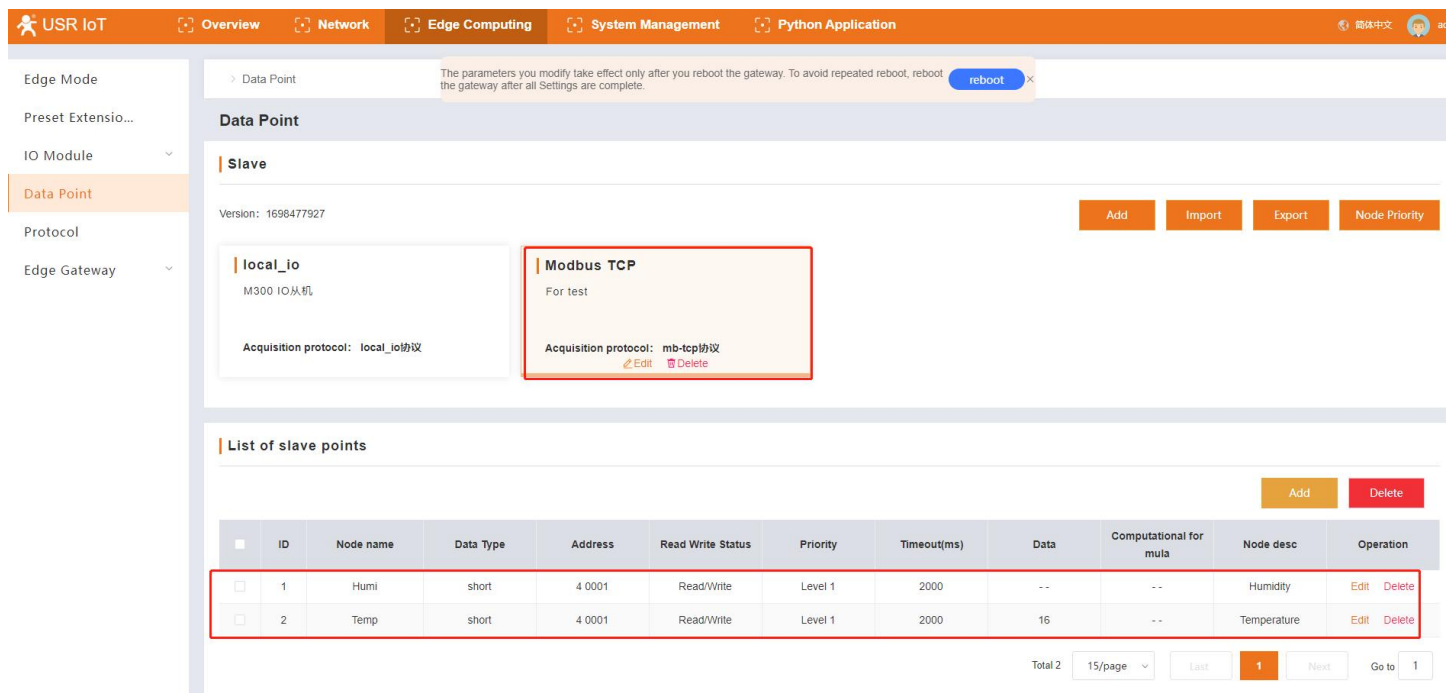 USR IoT
Overview
Network
Edge Computing
System Management
Python Application
简体中文
Edge Mode
Preset Extensio...
IO Module
Data Point
Protocol
Edge Gateway
> Data Point
The parameters you modify take effect only after you reboot the gateway. To avoid repeated reboot, reboot
the gateway after all Settings are complete.
reboot
×
Data Point
Slave
Version: 1698477927
Add
Import
Export
Node Priority
local_io
M300 IO从机
Acquisition protocol: local_io协议
Modbus TCP
For test
Acquisition protocol: mb-tcp协议
Edit Delete
List of slave points
Add
Delete
ID Node name Data Type Address Read Write Status Priority Timeout(ms) Data Computational for Node desc Operation
mula
1 Humi short 4 0001 Read/Write Level 1 2000 - - - - Humidity Edit Delete
2 Temp short 4 0001 Read/Write Level 1 2000 16 - - Temperature Edit Delete
Total 2 15/page Last 1 Next Go to 1